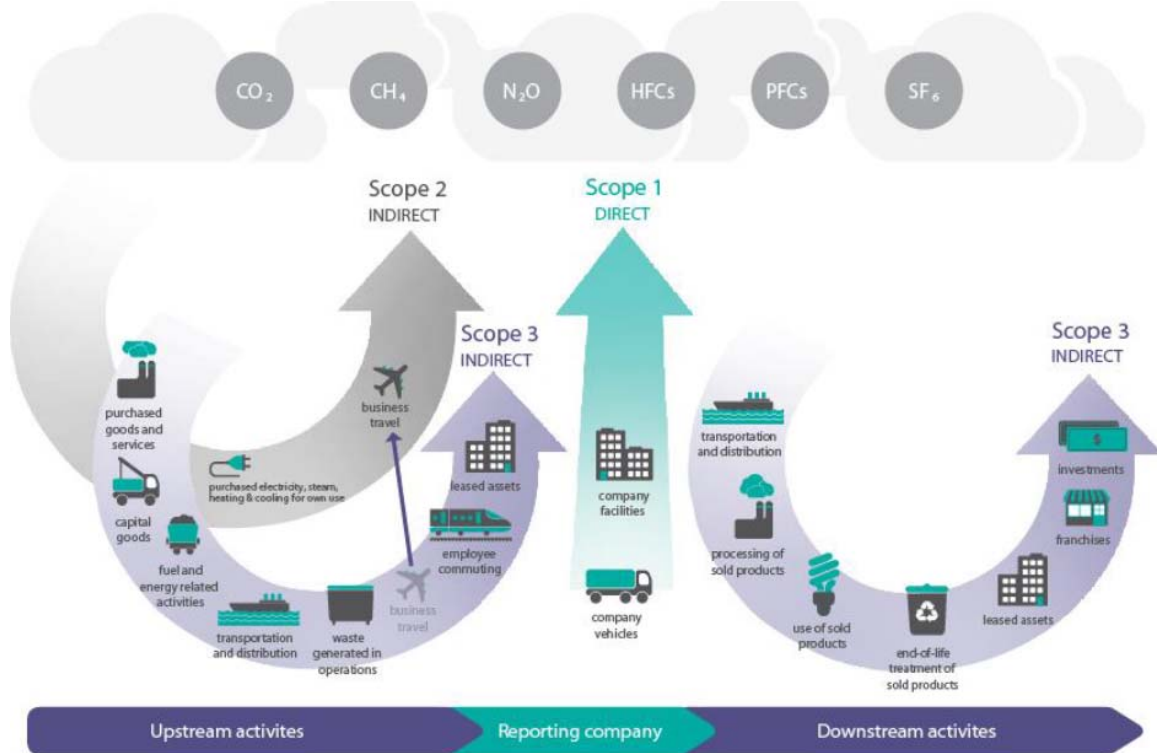 CO₂
CH₄
N₂O
HFCs
PFCs
SF₆
Scope 2
INDIRECT
Scope 1
DIRECT
Scope 3
INDIRECT
Scope 3
INDIRECT
purchased
goods and
services
capital
goods
fuel and
energy related
activities
purchased electricity, steam,
heating & cooling for own use
business
travel
transportation
and distribution
waste
generated in
operations
business
travel
employee
commuting
leased assets
company
facilities
company
vehicles
transportation
and distribution
processing of
sold products
use of sold
products
end-of-life
treatment of
sold products
leased assets
franchises
investments
$
Upstream activites
Reporting company
Downstream activites